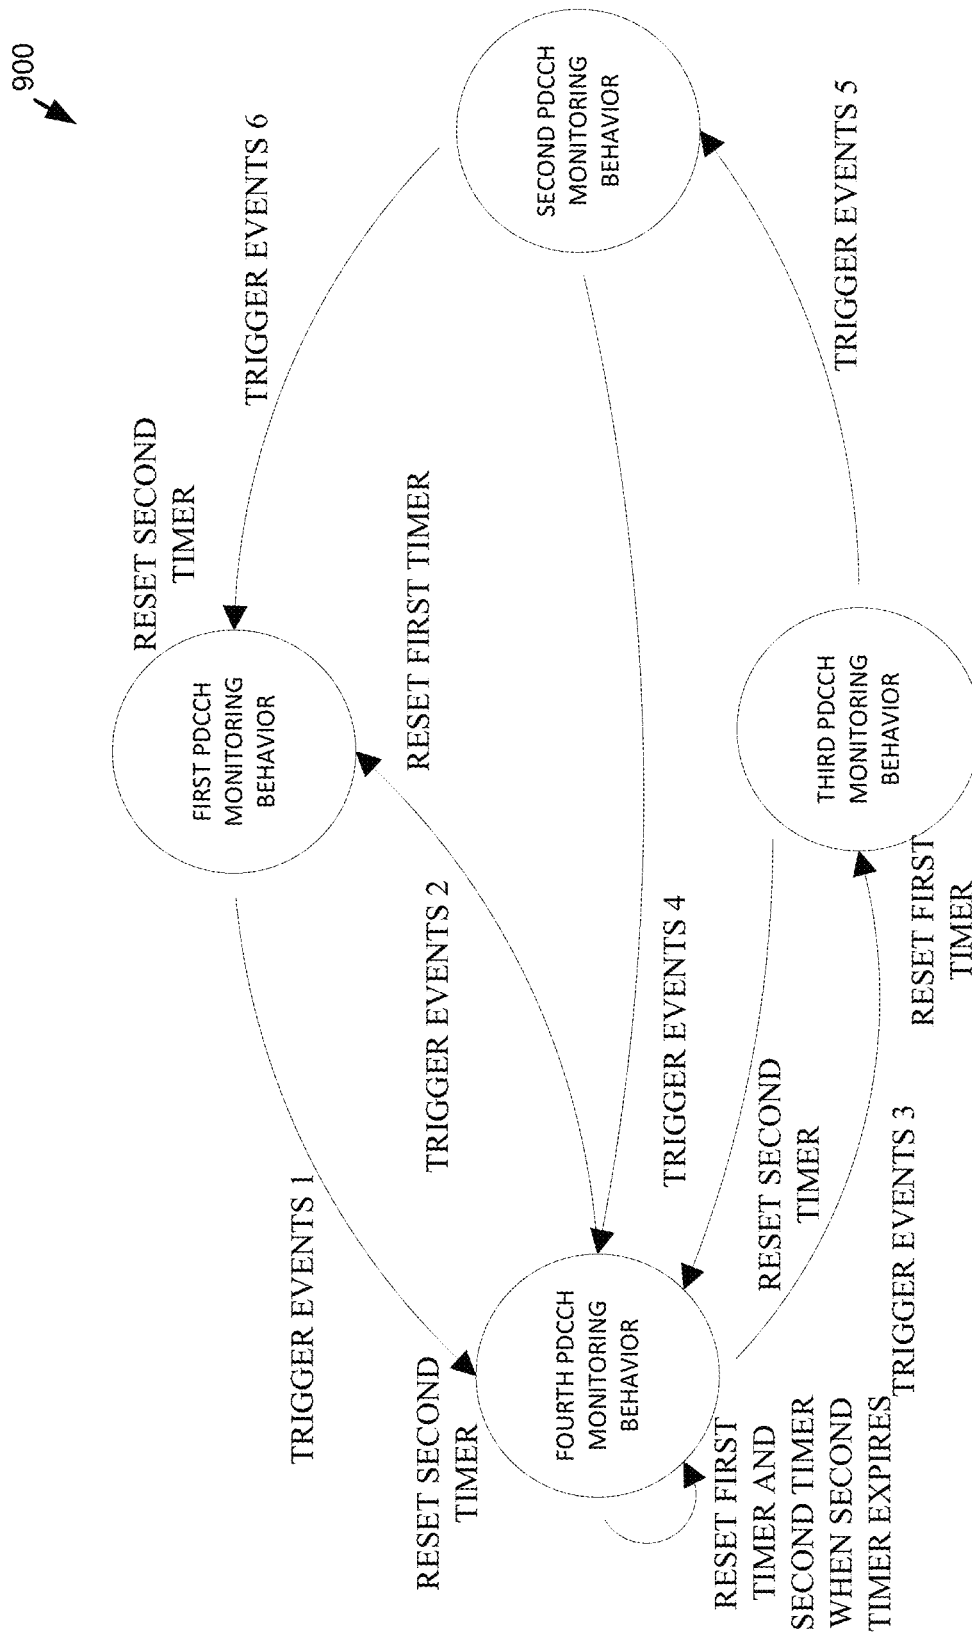 900
TRIGGER EVENTS 6
RESET SECOND
TIMER
FIRST PDCCH
MONITORING
BEHAVIOR
TRIGGER EVENTS 1
RESET FIRST TIMER
TRIGGER EVENTS 2
SECOND PDCCH
MONITORING
BEHAVIOR
RESET SECOND
TIMER
FOURTH PDCCH
MONITORING
BEHAVIOR
TRIGGER EVENTS 4
RESET SECOND
TIMER
TRIGGER EVENTS 5
THIRD PDCCH
MONITORING
BEHAVIOR
RESET FIRST
TIMER
TRIGGER EVENTS 3
RESET FIRST
TIMER AND
SECOND TIMER
WHEN SECOND
TIMER EXPIRES